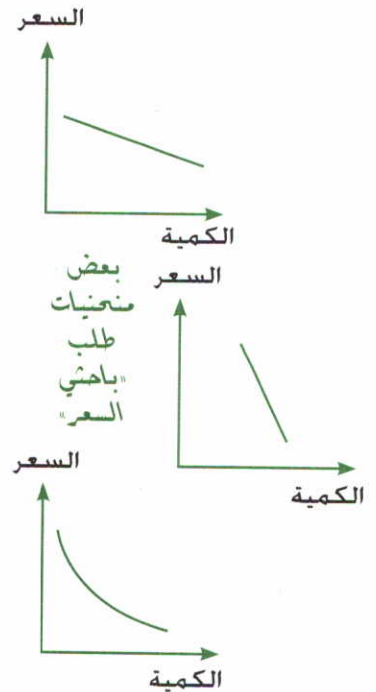 السعر
الكمية
بعض
منحنيات
طلب
«باحثي
السعر»
السعر
الكمية
السعر
الكمية